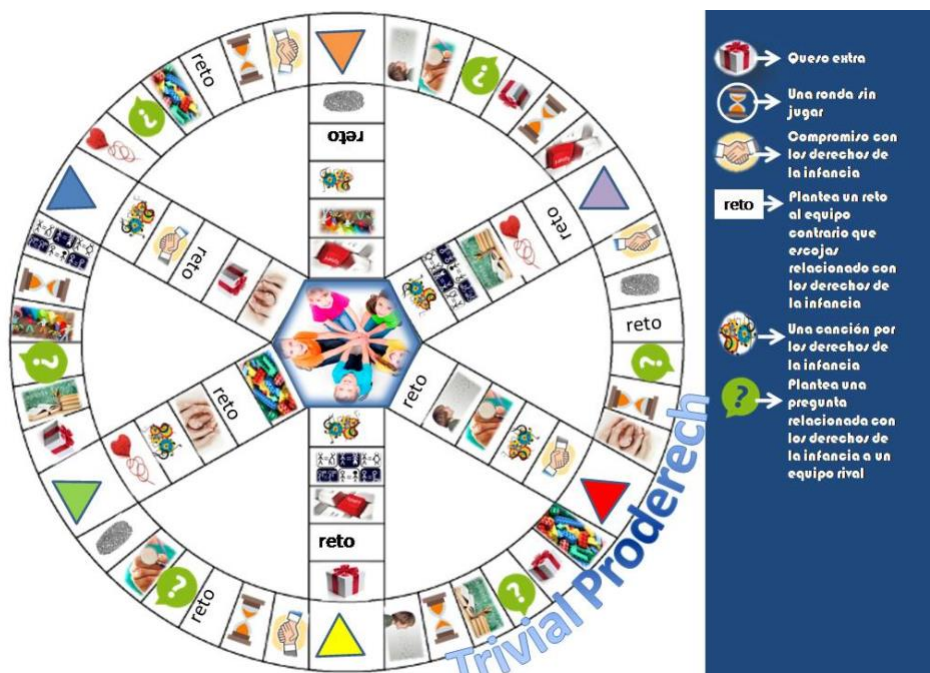 reto
reto
reto
reto
reto
reto
reto
reto
reto
reto
Trivial Proderech
Queso extra
Una ronda sin
jugar
Compromiso con
los derechos de
la infancia
reto
Plantea un reto
al equipo
contrario que
escojas
relacionado con
los derechos de
la infancia
Una canción por
los derechos de
la infancia
?
Plantea una
pregunta
relacionada con
los derechos de
la infancia a un
equipo rival